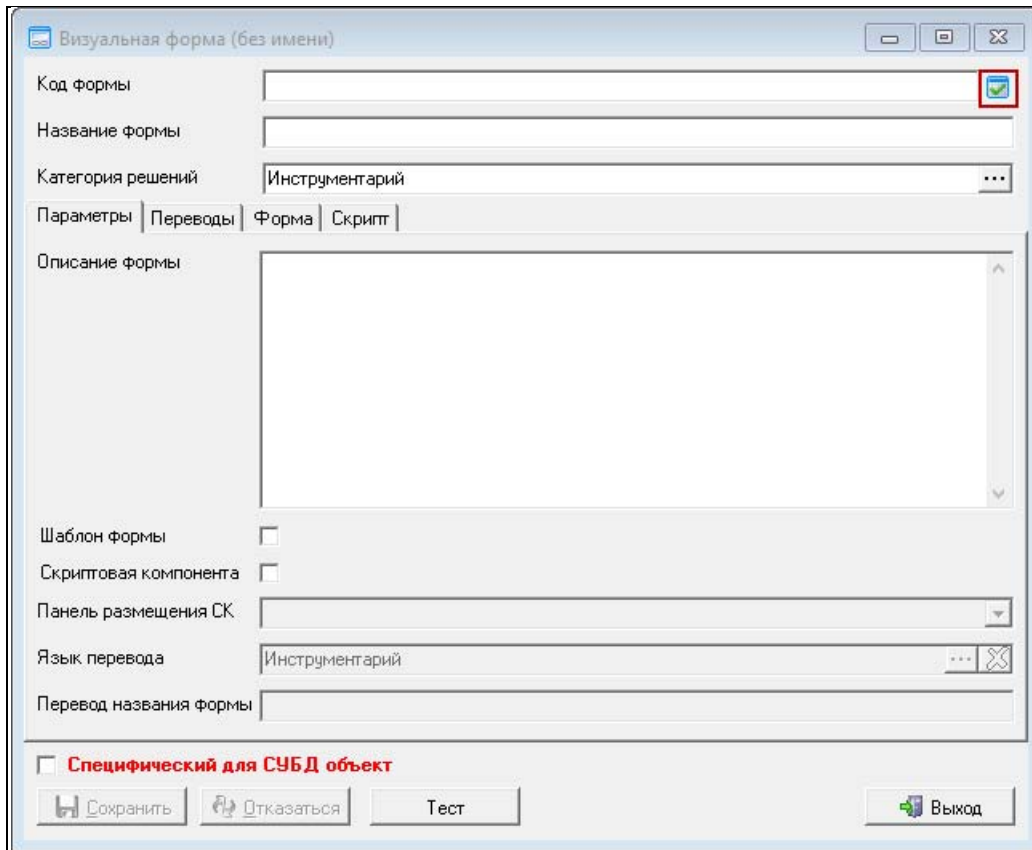 Визуальная форма (без имени)
Код формы
Название формы
Категория решений Инструментарий ...
Параметры Переводы Форма Скрипт
Описание формы
Шаблон формы
Скриптовая компонента
Панель размещения СК
Язык перевода Инструментарий ...
Перевод названия формы
Специфический для СУБД объект
Сохранить Отказаться Тест Выход